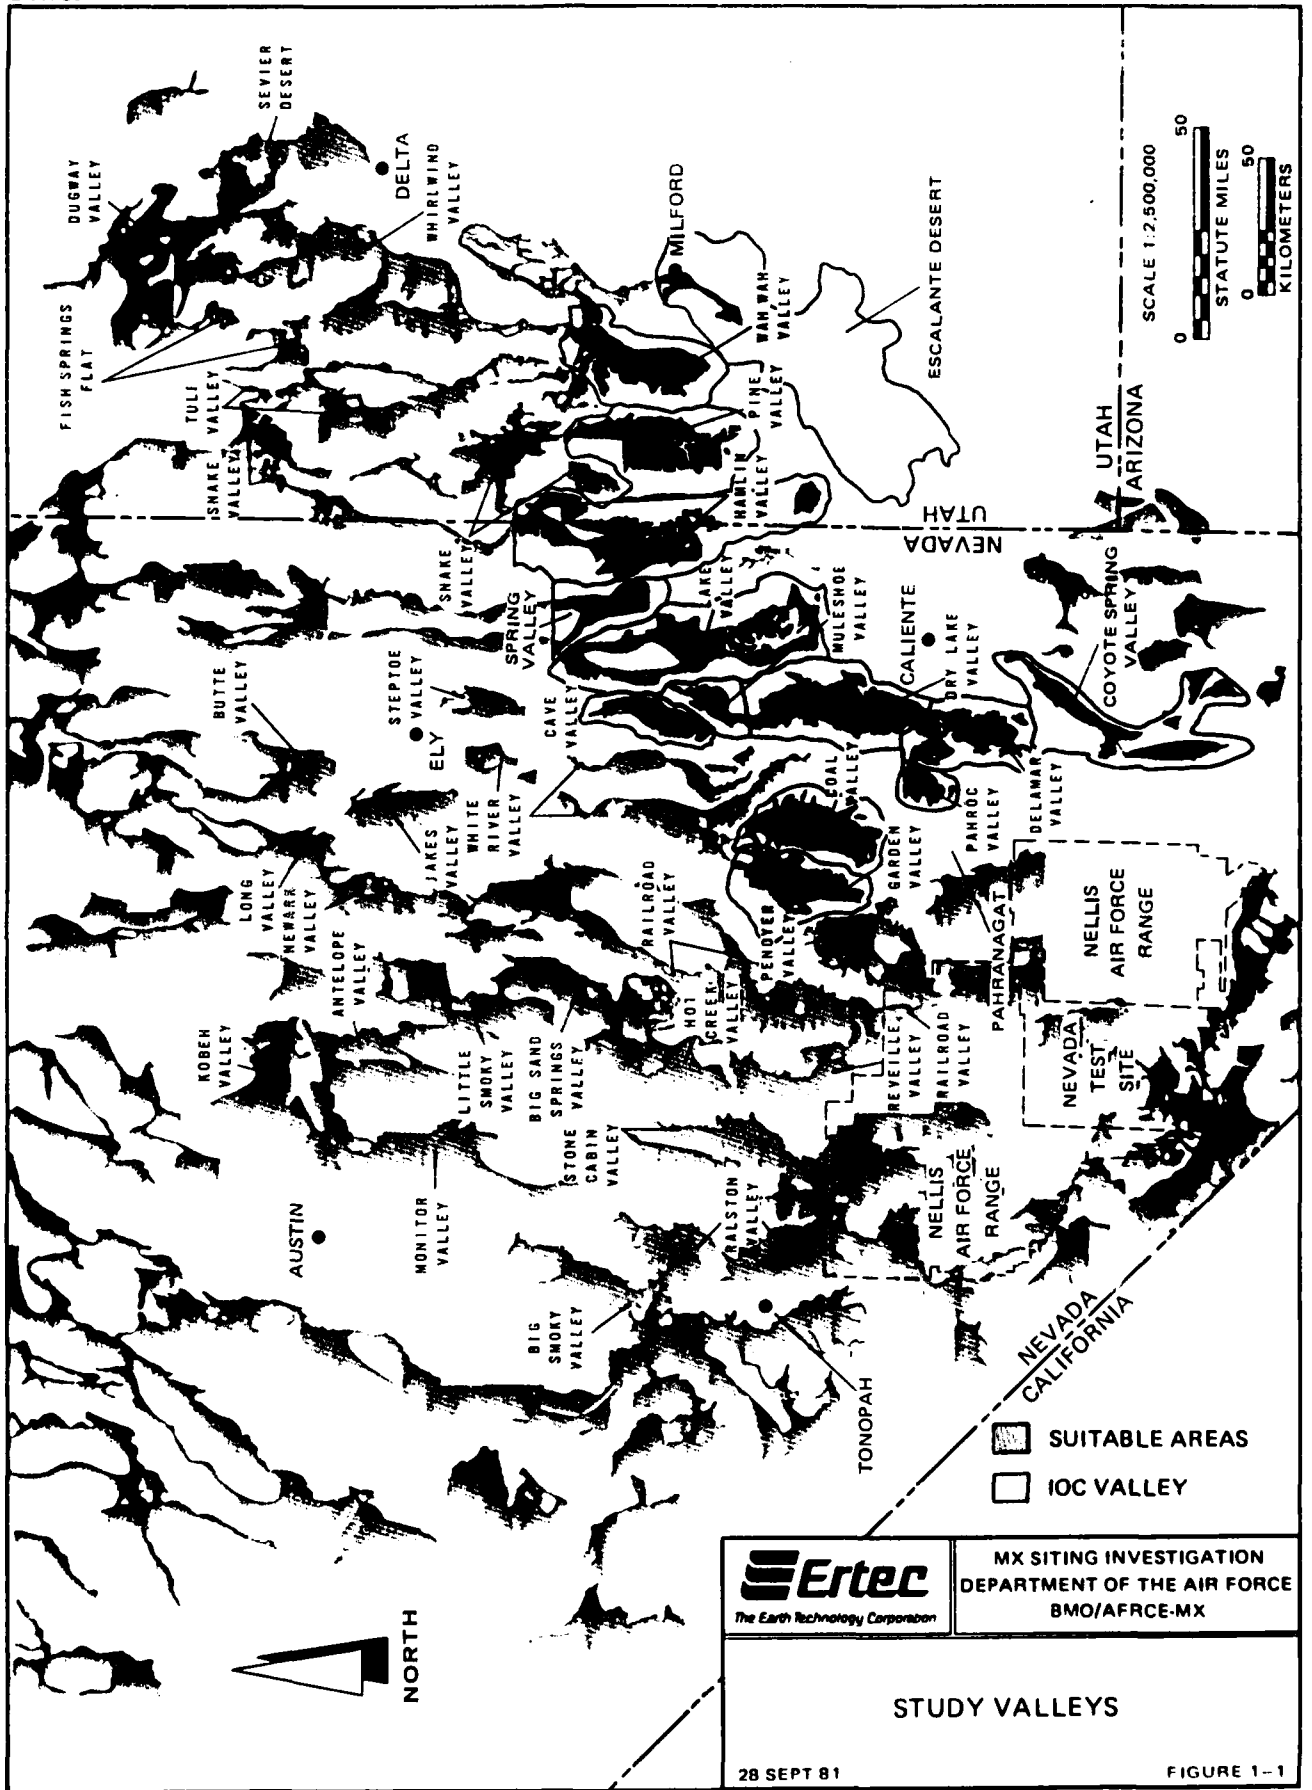 SEVIER
DESERT
DUGWAY
VALLEY
DELTA
WHIRLWIND
VALLEY
FISH SPRINGS
FLAT
TULI
VALLEY
SNAKE
VALLEY
MILFORD
WAH WAH
VALLEY
ESCALANTE DESERT
PINE
VALLEY
HAMLIN
VALLEY
SNAKE
VALLEY
SPRING
VALLEY
LAKE
VALLEY
MULESHOE
VALLEY
UTAH
NEVADA
UTAH
ARIZONA
SCALE 1:2,500,000
0
50
STATUTE MILES
0
50
KILOMETERS
BUTTE
VALLEY
STEPTOE
VALLEY
ELY
CAVE
VALLEY
CALIENTE
DRY LAKE
VALLEY
COYOTE SPRING
VALLEY
LONG
VALLEY
NEWARK
VALLEY
JAKES
VALLEY
WHITE
RIVER
VALLEY
COAL
VALLEY
GARDEN
VALLEY
PAHROC
VALLEY
DELAMAR
VALLEY
ANTELOPE
VALLEY
RAILROAD
VALLEY
PENOYER
VALLEY
PAHRANAGAT
NELLIS
AIR FORCE
RANGE
KOBEH
VALLEY
LITTLE
SMOKY
VALLEY
BIG SAND
SPRINGS
VALLEY
HOT
CREEK
VALLEY
REVEILLE
VALLEY
RAILROAD
VALLEY
NEVADA
TEST
SITE
AUSTIN
MONITOR
VALLEY
STONE
CABIN
VALLEY
RALSTON
VALLEY
NELLIS
AIR FORCE
RANGE
BIG
SMOKY
VALLEY
TONOPAH
NEVADA
CALIFORNIA
NORTH
SUITABLE AREAS
IOC VALLEY
Ertec
The Earth Technology Corporation
MX SITING INVESTIGATION
DEPARTMENT OF THE AIR FORCE
BMO/AFRCE-MX
STUDY VALLEYS
28 SEPT 81
FIGURE 1-1